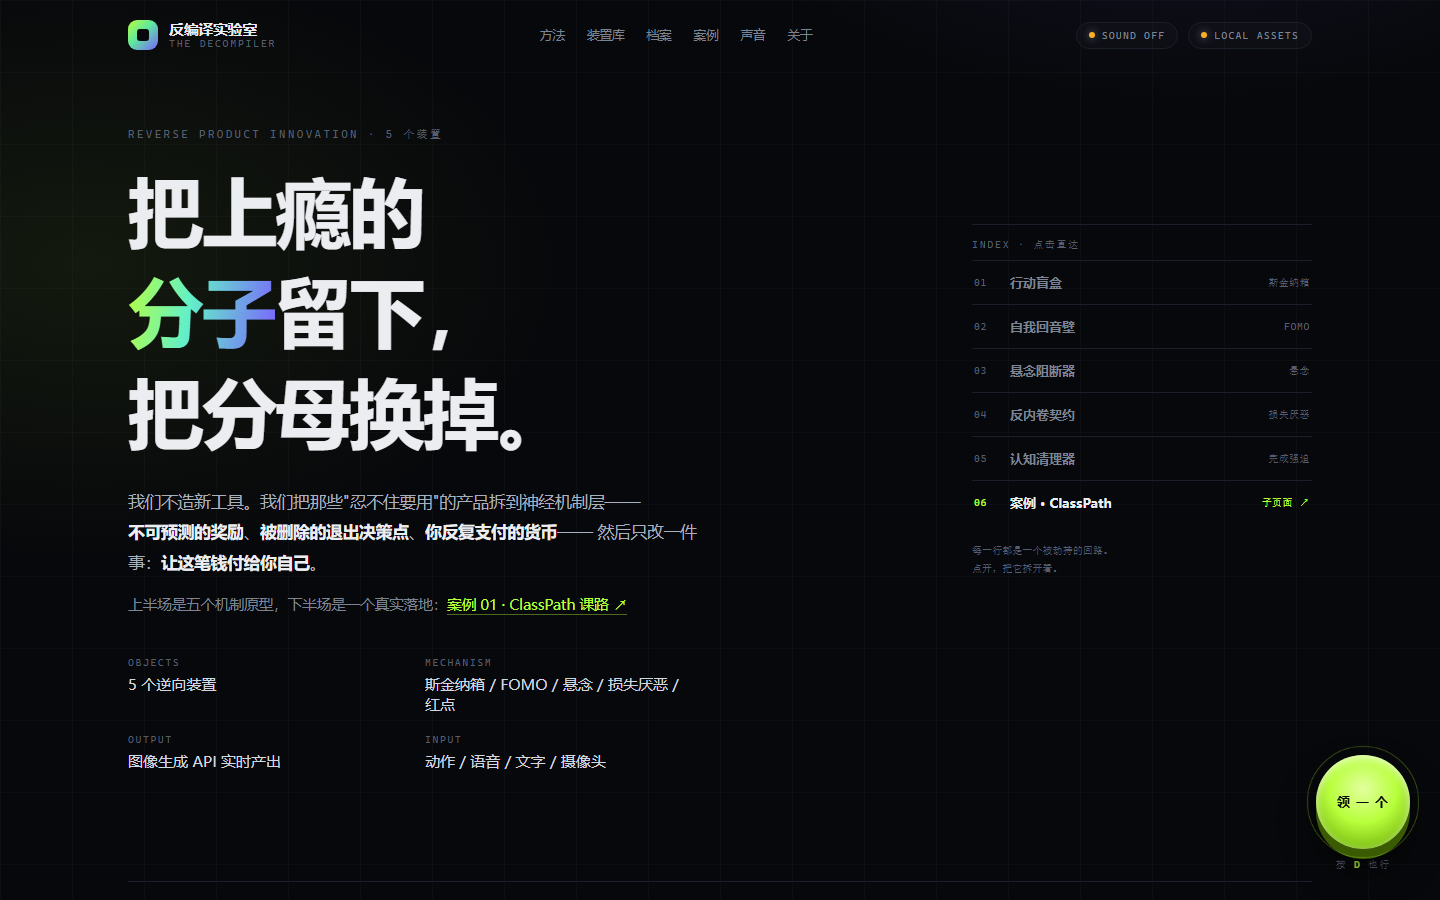 反编译实验室
THE DECOMPILER
方法 装置库 档案 案例 声音 关于
SOUND OFF
LOCAL ASSETS
REVERSE PRODUCT INNOVATION · 5 个装置
把上瘾的
分子留下，
把分母换掉。
我们不造新工具。我们把那些"忍不住要用"的产品拆到神经机制层——
不可预测的奖励、被删除的退出决策点、你反复支付的货币—— 然后只改一件
事：让这笔钱付给你自己。
上半场是五个机制原型，下半场是一个真实落地：案例 01 · ClassPath 课路 ↗
OBJECTS
5 个逆向装置
MECHANISM
斯金纳箱 / FOMO / 悬念 / 损失厌恶 /
红点
OUTPUT
图像生成 API 实时产出
INPUT
动作 / 语音 / 文字 / 摄像头
INDEX · 点击直达
01 行动盲盒 斯金纳箱
02 自我回音壁 FOMO
03 悬念阻断器 悬念
04 反内卷契约 损失厌恶
05 认知清理器 完成强迫
06 案例 · ClassPath 子页面 ↗
每一行都是一个被劫持的回路。
点开，把它拆开看。
领一个
按 D 也行